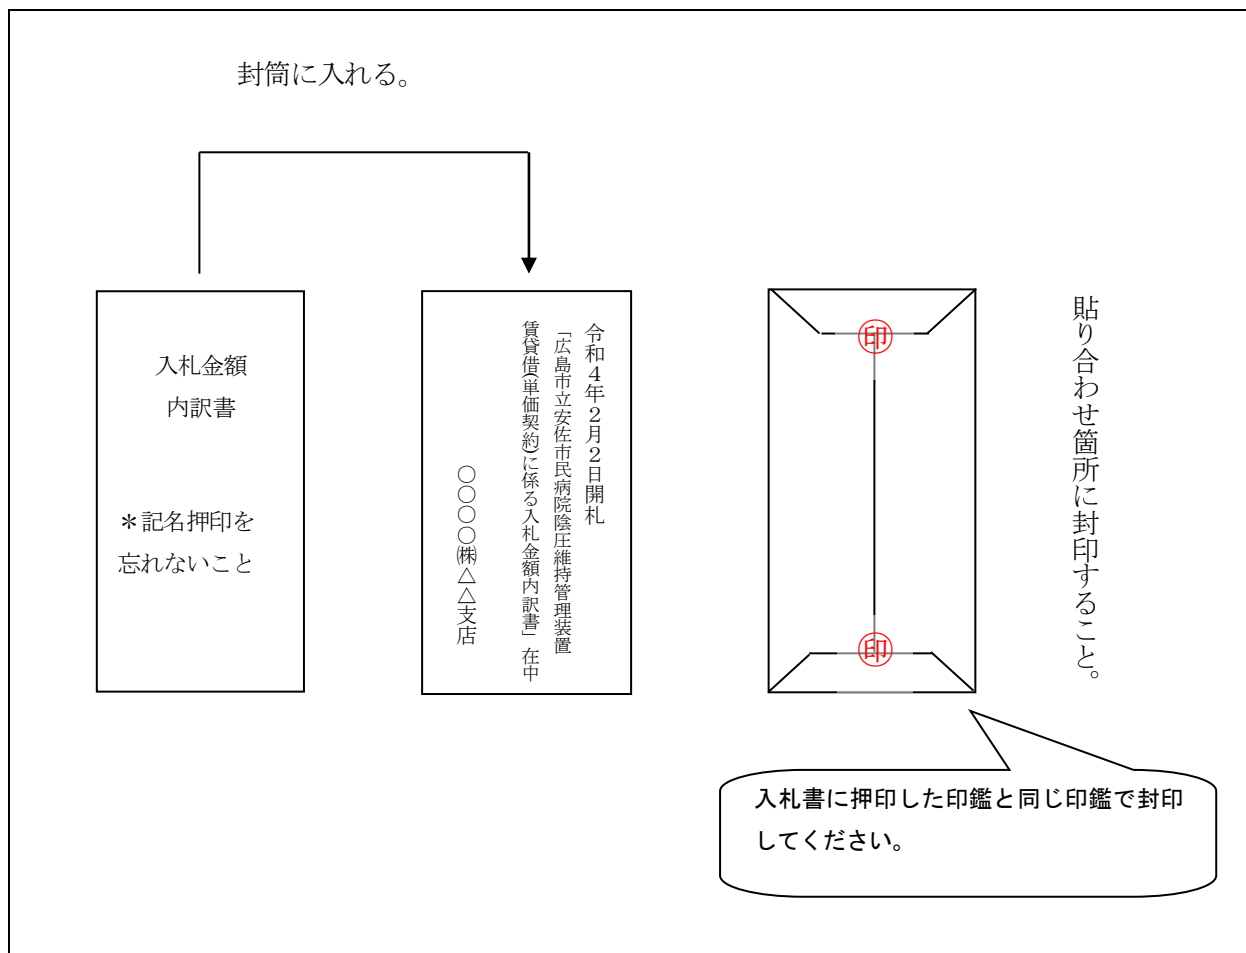 封筒に入れる。
入札金額
内訳書
＊記名押印を
忘れないこと
令和４年２月２日開札
「広島市立安佐市民病院陰圧維持管理装置
賃貸借(単価契約)に係る入札金額内訳書」在中
○○○○㈱△△支店
印
印
貼り合わせ箇所に封印すること。
入札書に押印した印鑑と同じ印鑑で封印
してください。